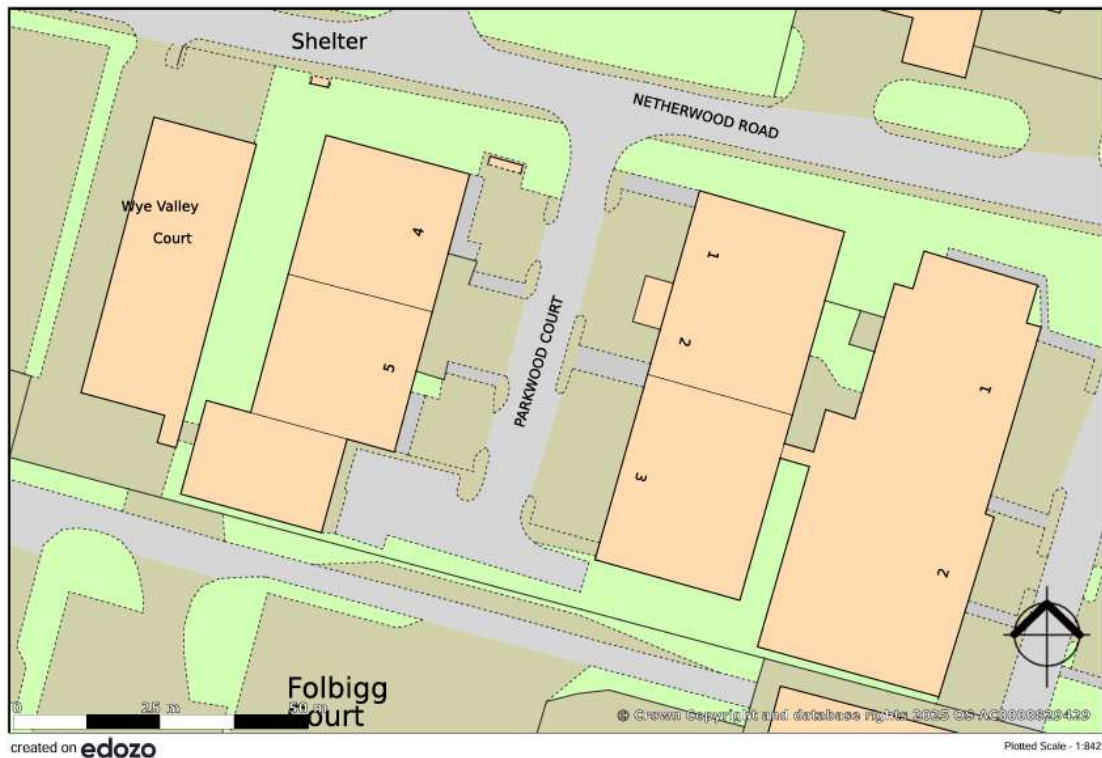 Shelter
NETHERWOOD ROAD
Wye Valley
Court
4
1
5
2
PARKWOOD COURT
1
3
2
Folbigg
Court
0
25 m
50 m
© Crown Copyright and database rights 2025 OS AC0000829429
created on edozo
Plotted Scale - 1:842